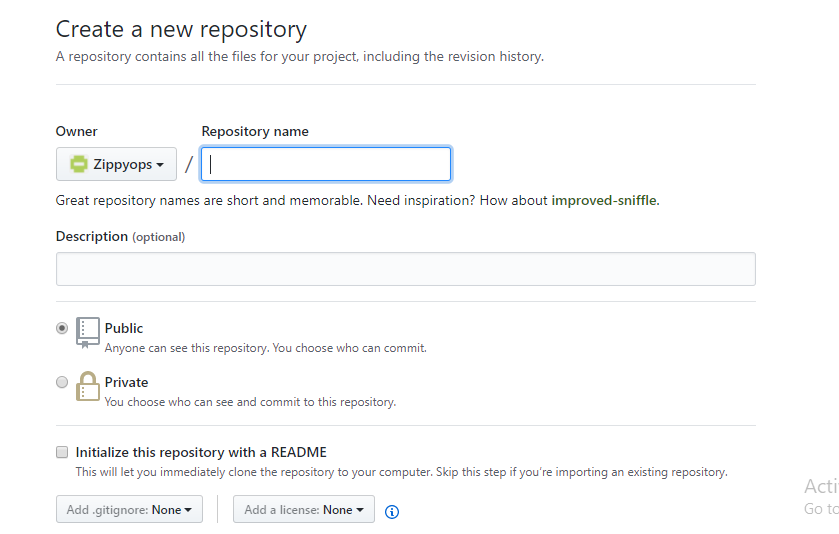 Create a new repository
A repository contains all the files for your project, including the revision history.
Owner
Repository name
Zippyops
/
Great repository names are short and memorable. Need inspiration? How about improved-sniffle.
Description (optional)
Public
Anyone can see this repository. You choose who can commit.
Private
You choose who can see and commit to this repository.
Initialize this repository with a README
This will let you immediately clone the repository to your computer. Skip this step if you're importing an existing repository.
Add .gitignore: None
Add a license: None
Acti
Go to